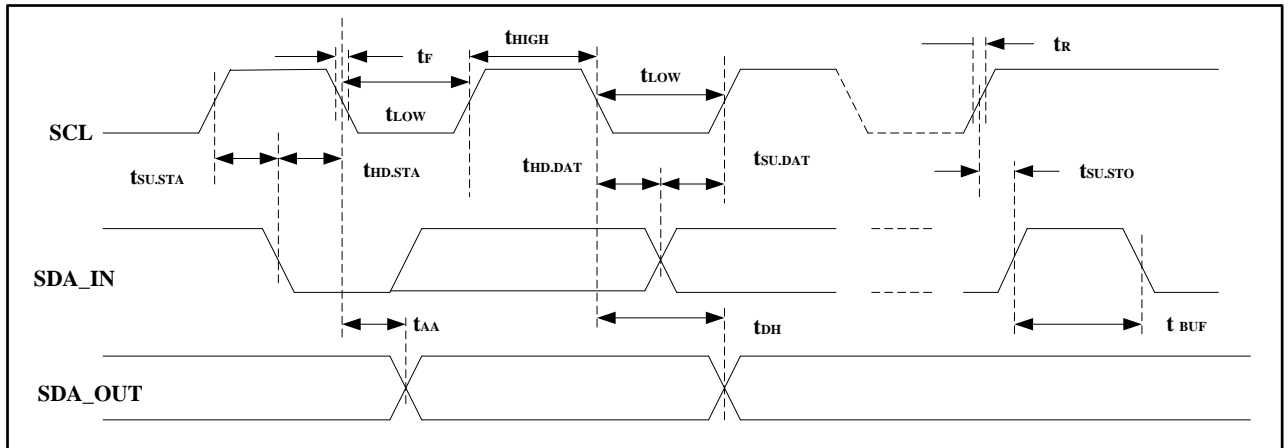 tF
tHIGH
tR
tLOW
tLOW
SCL
tSU.STA
tHD.STA
tHD.DAT
tSU.DAT
tSU.STO
SDA_IN
tAA
tDH
t BUF
SDA_OUT